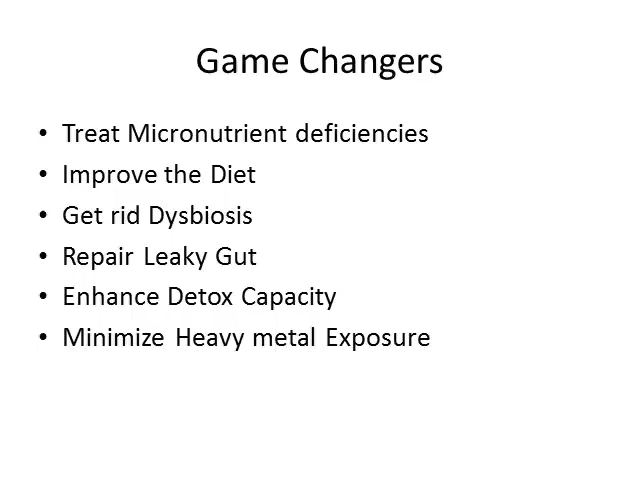 Game Changers
• Treat Micronutrient deficiencies
• Improve the Diet
• Get rid Dysbiosis
• Repair Leaky Gut
• Enhance Detox Capacity
• Minimize Heavy metal Exposure